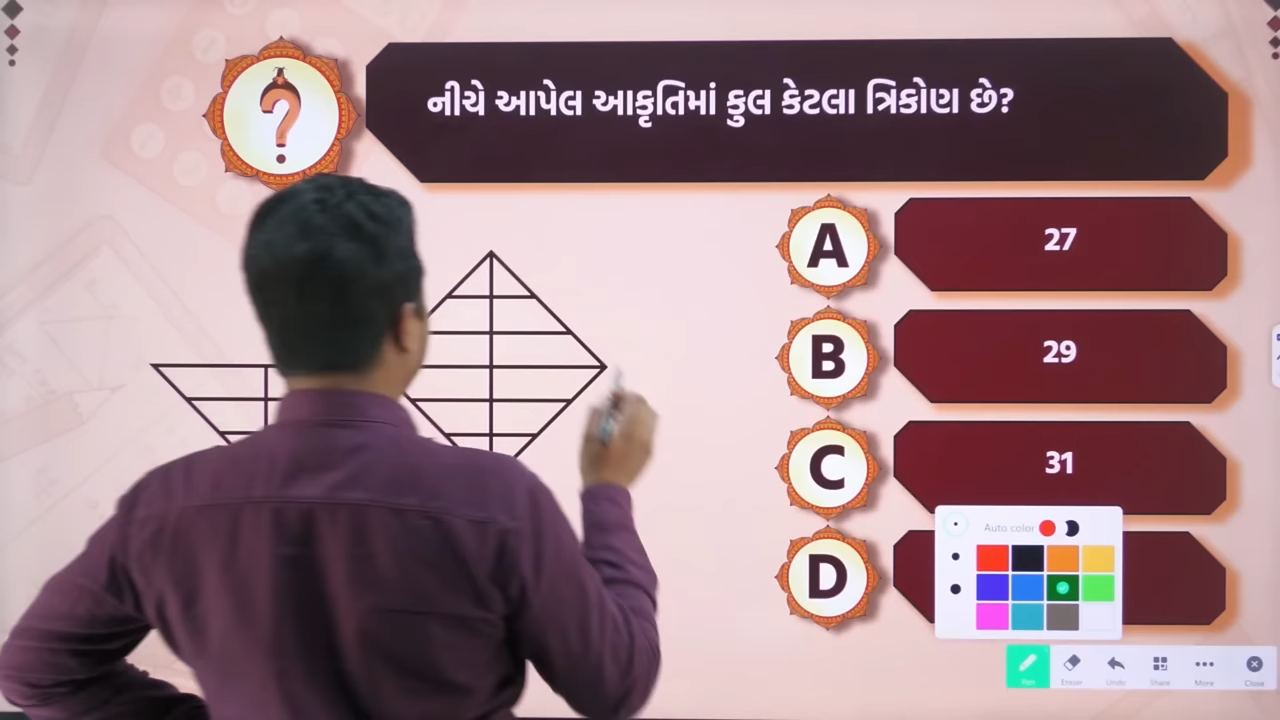 ?
નીચે આપેલ આકૃતિમાં કુલ કેટલા ત્રિકોણ છે?
A
27
B
29
C
31
D
Auto color
Pen
Eraser
Undo
Share
More
Close